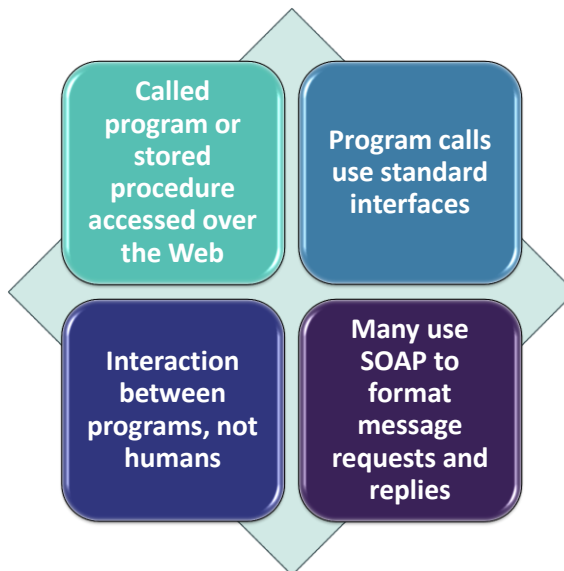 Called
program or
stored
procedure
accessed over
the Web
Program calls
use standard
interfaces
Interaction
between
programs, not
humans
Many use
SOAP to
format
message
requests and
replies